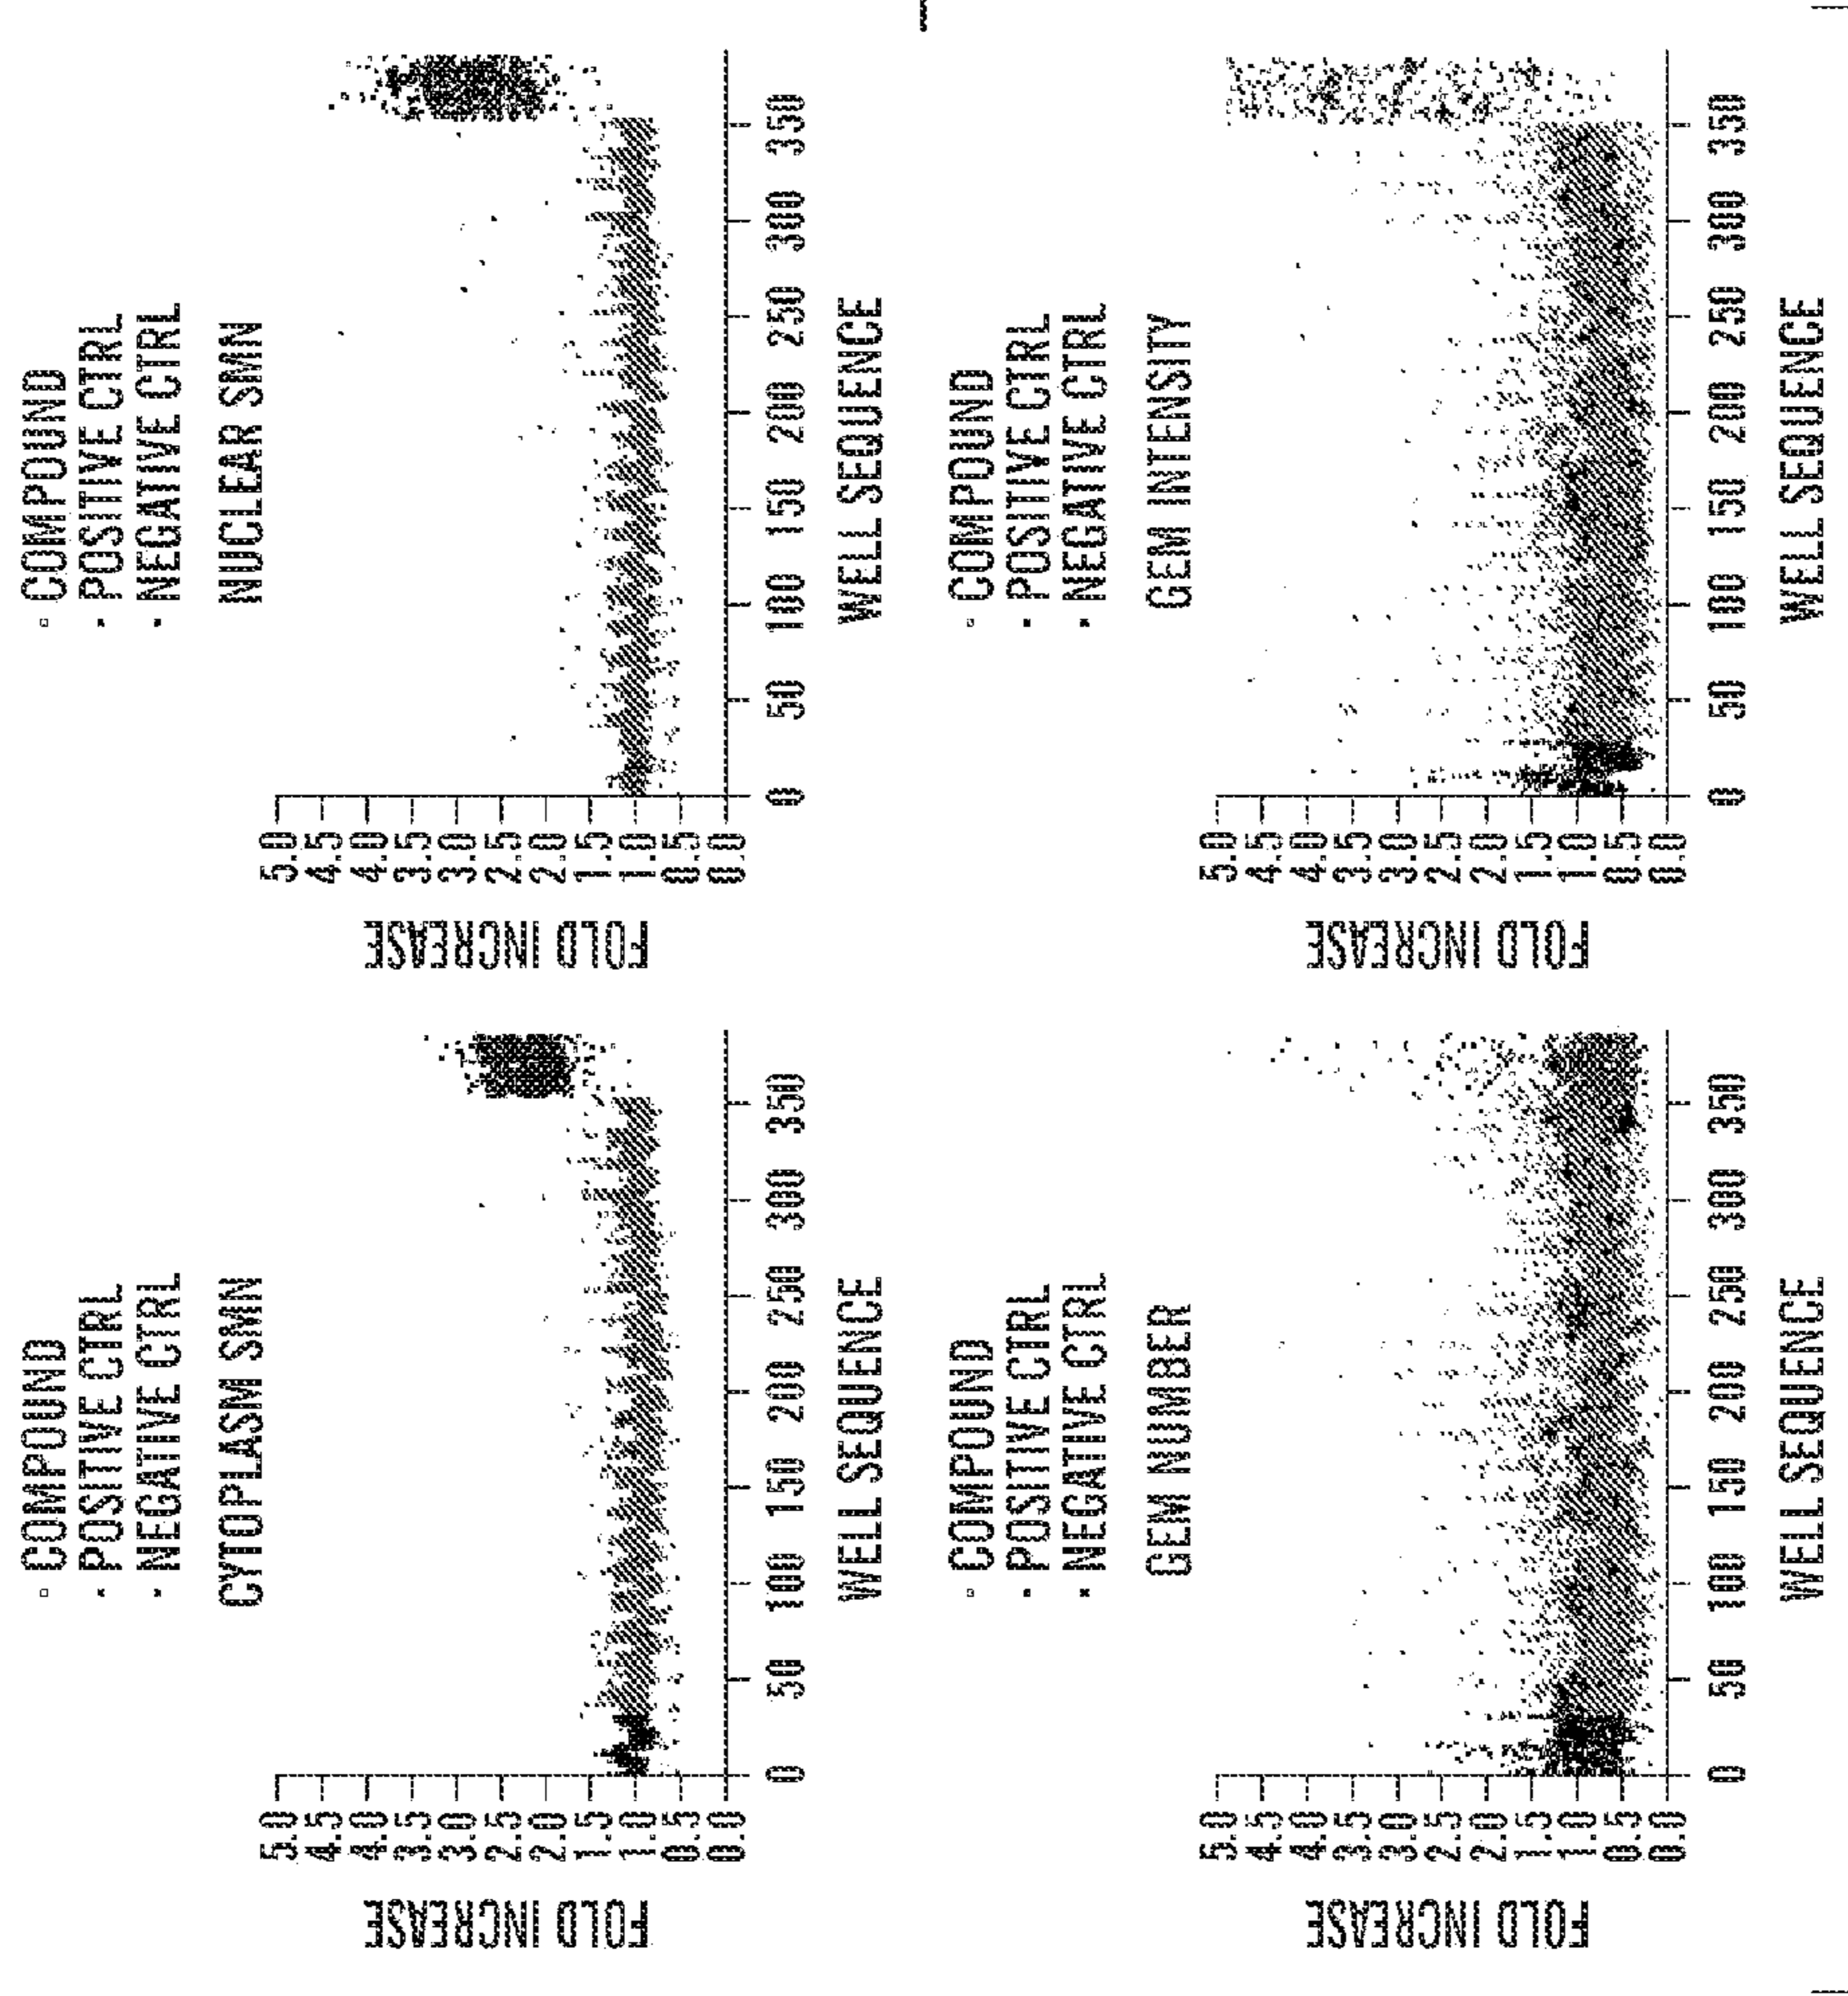 COMPOUND
POSITIVE CTRL
NEGATIVE CTRL
CYTOPLASM SMN
FOLD INCREASE
5.0
4.5
4.0
3.5
3.0
2.5
2.0
1.5
1.0
0.5
0.0
0 50 100 150 200 250 300 350
WELL SEQUENCE
COMPOUND
POSITIVE CTRL
NEGATIVE CTRL
NUCLEAR SMN
FOLD INCREASE
5.0
4.5
4.0
3.5
3.0
2.5
2.0
1.5
1.0
0.5
0.0
0 50 100 150 200 250 300 350
WELL SEQUENCE
COMPOUND
POSITIVE CTRL
NEGATIVE CTRL
GEM NUMBER
FOLD INCREASE
5.0
4.5
4.0
3.5
3.0
2.5
2.0
1.5
1.0
0.5
0.0
0 50 100 150 200 250 300 350
WELL SEQUENCE
COMPOUND
POSITIVE CTRL
NEGATIVE CTRL
GEM INTENSITY
FOLD INCREASE
5.0
4.5
4.0
3.5
3.0
2.5
2.0
1.5
1.0
0.5
0.0
0 50 100 150 200 250 300 350
WELL SEQUENCE